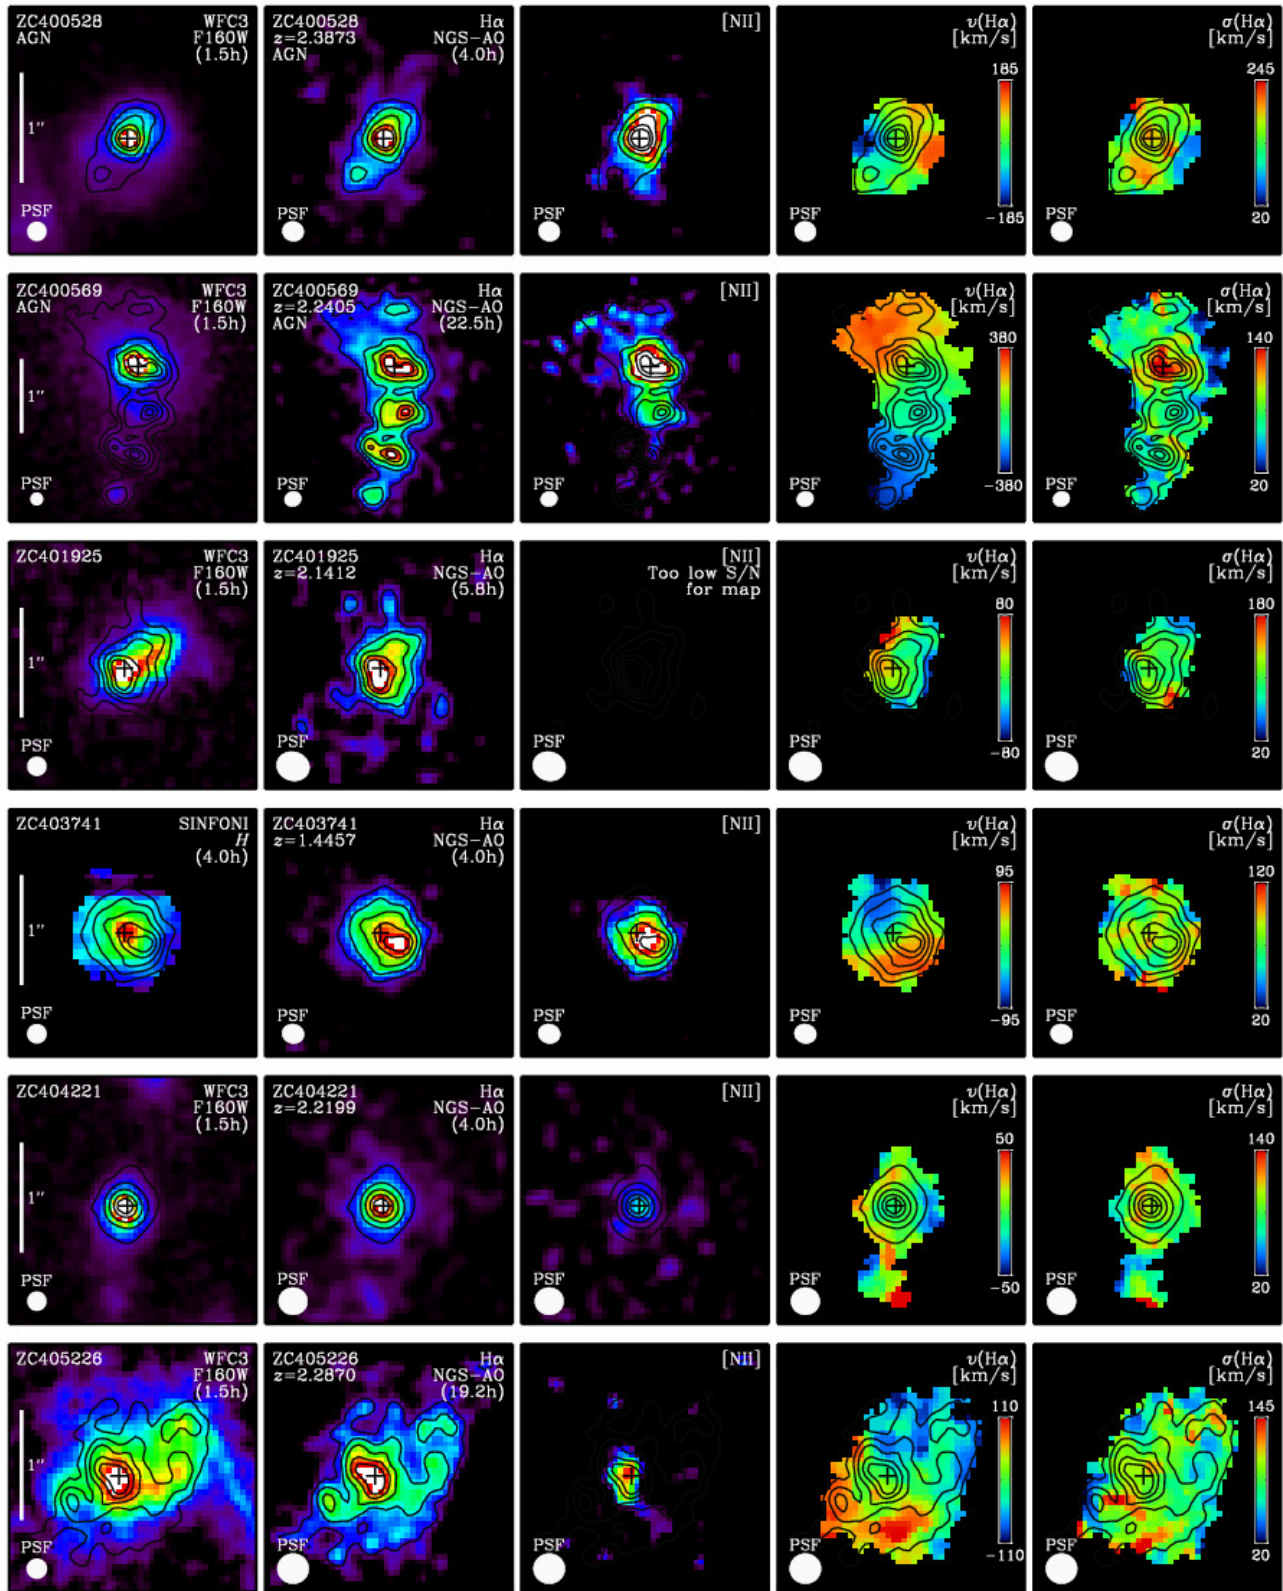 ZC400528 WFC3
AGN F160W
(1.5h)
1″
PSF
ZC400528 Hα
z=2.3873 NGS-AO
AGN (4.0h)
[NII]
PSF
v(Hα)
[km/s]
185
-185
PSF
σ(Hα)
[km/s]
245
20
PSF
ZC400569 WFC3
AGN F160W
(1.5h)
1″
PSF
ZC400569 Hα
z=2.2405 NGS-AO
AGN (22.5h)
PSF
[NII]
PSF
v(Hα)
[km/s]
380
-380
PSF
σ(Hα)
[km/s]
140
20
PSF
ZC401925 WFC3
F160W
(1.5h)
1″
PSF
ZC401925 Hα
z=2.1412 NGS-AO
(5.8h)
PSF
[NII]
Too low S/N
for map
PSF
v(Hα)
[km/s]
80
-80
PSF
σ(Hα)
[km/s]
180
20
PSF
ZC403741 SINFONI
H
(4.0h)
1″
PSF
ZC403741 Hα
z=1.4457 NGS-AO
(4.0h)
PSF
[NII]
PSF
v(Hα)
[km/s]
95
-95
PSF
σ(Hα)
[km/s]
120
20
PSF
ZC404221 WFC3
F160W
(1.5h)
1″
PSF
ZC404221 Hα
z=2.2199 NGS-AO
(4.0h)
PSF
[NII]
PSF
v(Hα)
[km/s]
50
-50
PSF
σ(Hα)
[km/s]
140
20
PSF
ZC405226 WFC3
F160W
(1.5h)
1″
PSF
ZC405226 Hα
z=2.2870 NGS-AO
(19.2h)
PSF
[NII]
PSF
v(Hα)
[km/s]
110
-110
PSF
σ(Hα)
[km/s]
145
20
PSF